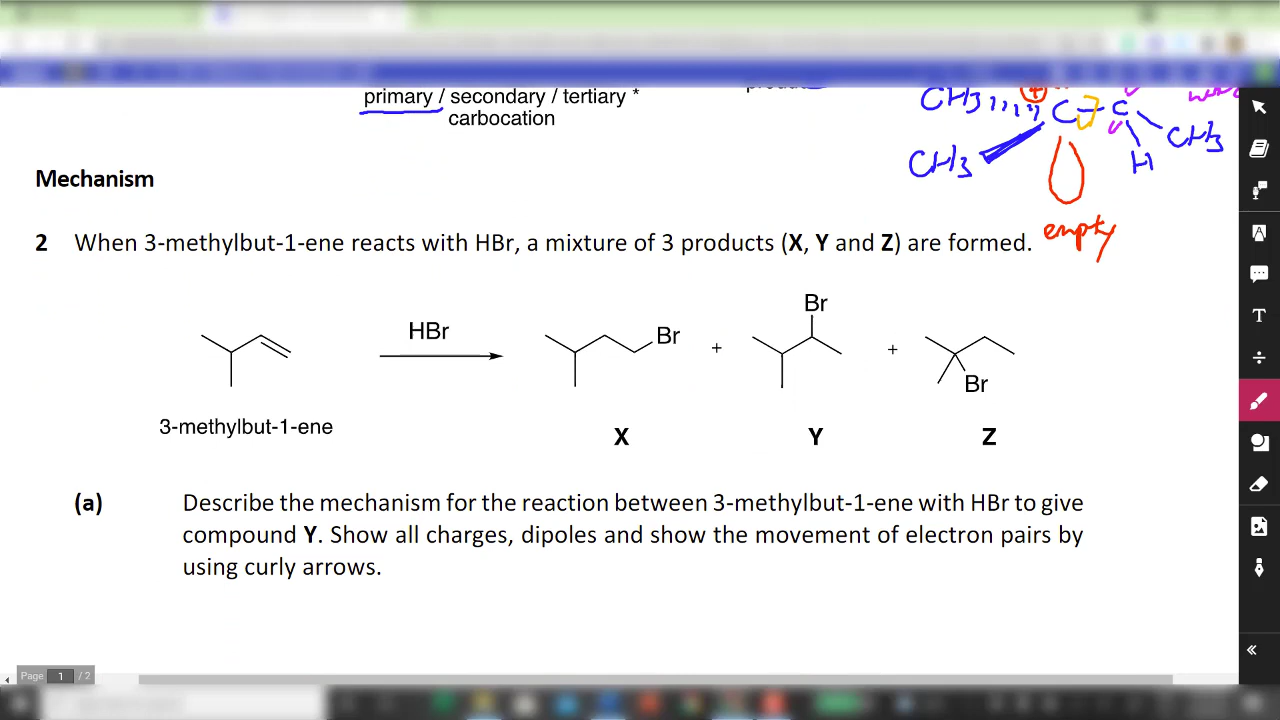 primary / secondary / tertiary *
carbocation
CH3
C
C
CH3
CH3
H
empty
Mechanism
2 When 3-methylbut-1-ene reacts with HBr, a mixture of 3 products (X, Y and Z) are formed.
HBr
Br
+
Br
+
Br
3-methylbut-1-ene
X
Y
Z
(a) Describe the mechanism for the reaction between 3-methylbut-1-ene with HBr to give
compound Y. Show all charges, dipoles and show the movement of electron pairs by
using curly arrows.
Page 1 / 2